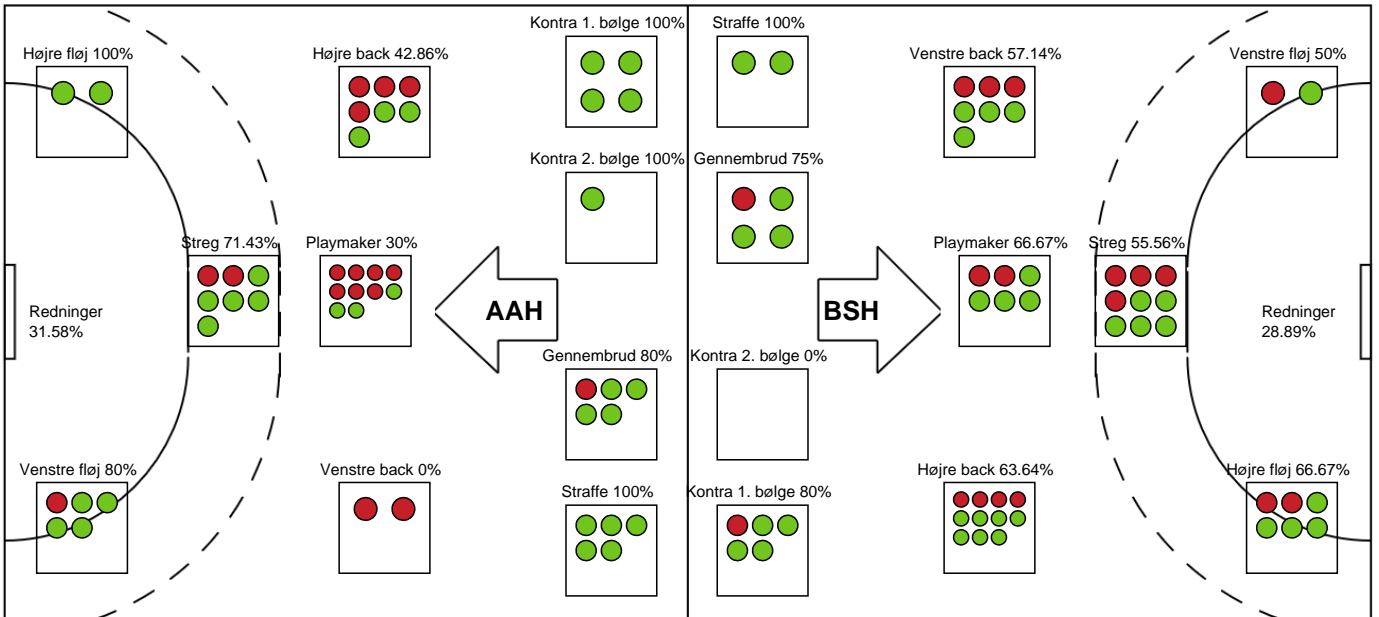 Kontra 1. bølge 100%
Straffe 100%
Højre fløj 100%
Højre back 42.86%
Venstre back 57.14%
Venstre fløj 50%
Kontra 2. bølge 100%
Gennembrud 75%
Streg 71.43%
Playmaker 30%
Playmaker 66.67%
Streg 55.56%
Redninger
31.58%
AAH
BSH
Redninger
28.89%
Gennembrud 80%
Kontra 2. bølge 0%
Venstre fløj 80%
Venstre back 0%
Højre back 63.64%
Højre fløj 66.67%
Straffe 100%
Kontra 1. bølge 80%